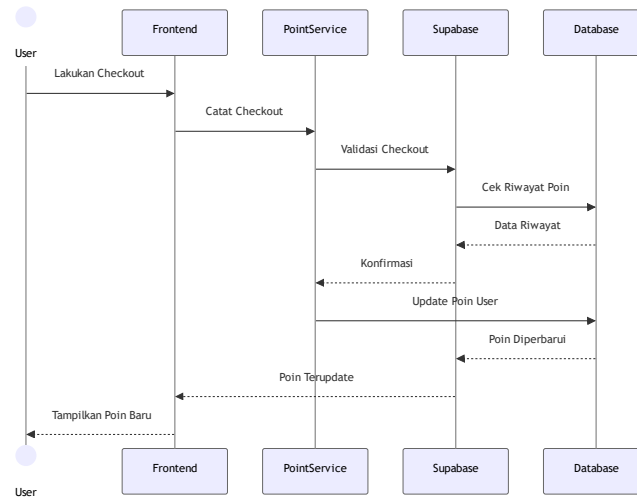 Frontend
PointService
Supabase
Database
User
Lakukan Checkout
Catat Checkout
Validasi Checkout
Cek Riwayat Poin
Data Riwayat
Konfirmasi
Update Poin User
Poin Diperbarui
Poin Terupdate
Tampilkan Poin Baru
Frontend
PointService
Supabase
Database
User